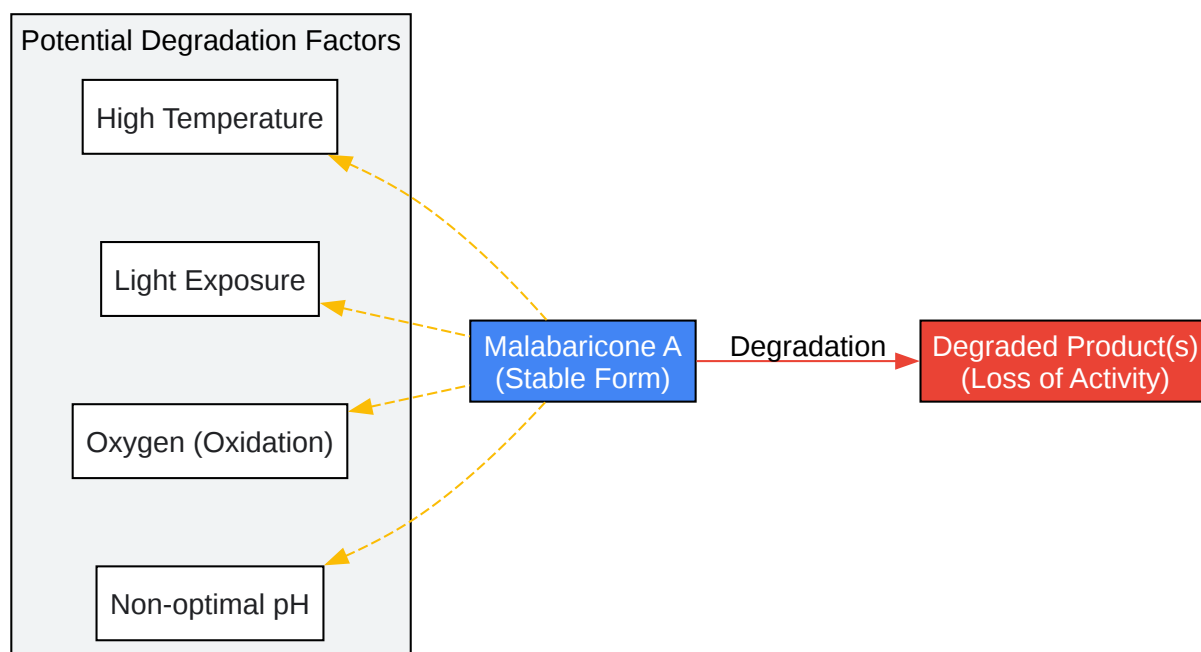 Potential Degradation Factors
High Temperature
Light Exposure
Oxygen (Oxidation)
Non-optimal pH
Malabaricone A
(Stable Form)
Degradation
Degraded Product(s)
(Loss of Activity)